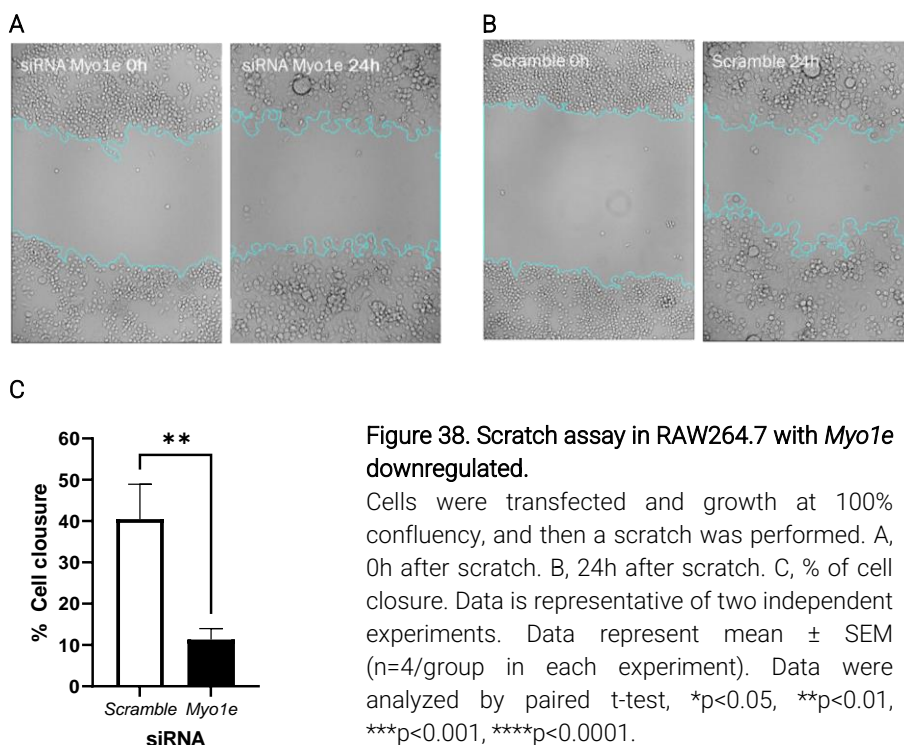 A
B
siRNA Myo1e 0h
siRNA Myo1e 24h
Scramble 0h
Scramble 24h
C
60
50
40
30
20
10
0
% Cell clousure
**
Scramble Myo1e
siRNA
Figure 38. Scratch assay in RAW264.7 with Myo1e
downregulated.
Cells were transfected and growth at 100%
confluency, and then a scratch was performed. A,
0h after scratch. B, 24h after scratch. C, % of cell
closure. Data is representative of two independent
experiments. Data represent mean ± SEM
(n=4/group in each experiment). Data were
analyzed by paired t-test, *p<0.05, **p<0.01,
***p<0.001, ****p<0.0001.